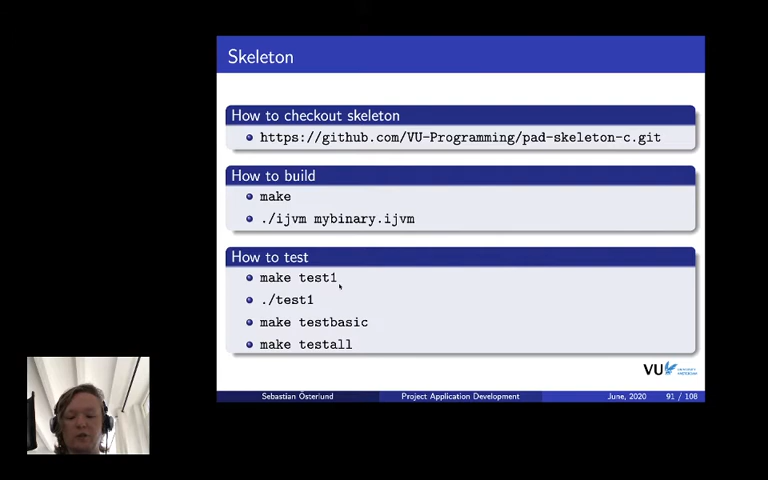 Skeleton
How to checkout skeleton
https://github.com/VU-Programming/pad-skeleton-c.git
How to build
make
./ijvm mybinary.ijvm
How to test
make test1
./test1
make testbasic
make testall
VU
Sebastian Österlund
Project Application Development
June, 2020
91 / 108